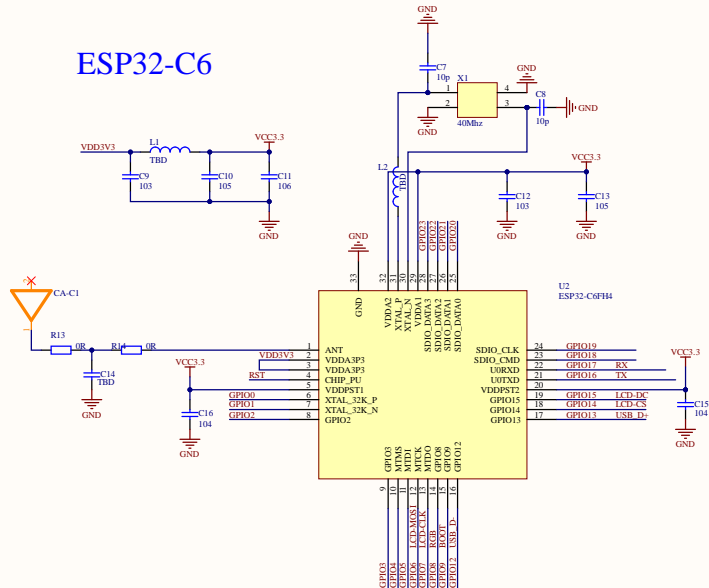 ESP32-C6
GND
C7
10p
X1
1
2
4
3
40Mhz
GND
GND
C8
10p
GND
VDD3V3
L1
TBD
VCC3.3
C9
103
C10
105
C11
106
GND
L2
TBD
VCC3.3
C12
103
C13
105
GND
GND
GND
GPIO23
GPIO22
GPIO21
GPIO20
33
32
31
30
29
28
27
26
25
GND
VDDA2
XTAL_P
XTAL_N
VDDA1
SDIO_DATA3
SDIO_DATA2
SDIO_DATA1
SDIO_DATA0
U2
ESP32-C6FH4
CA-C1
1
R13
0R
R14
0R
C14
TBD
GND
VCC3.3
C16
104
GND
VDD3V3
RST
GPIO0
GPIO1
GPIO2
1
2
3
4
5
6
7
8
ANT
VDDA3P3
VDDA3P3
CHIP_PU
VDDPST1
XTAL_32K_P
XTAL_32K_N
GPIO2
SDIO_CLK
SDIO_CMD
U0RXD
U0TXD
VDDPST2
GPIO15
GPIO14
GPIO13
24
23
22
21
20
19
18
17
GPIO19
GPIO18
GPIO17 RX
GPIO16 TX
GPIO15 LCD-DC
GPIO14 LCD-CS
GPIO13 USB_D+
VCC3.3
C15
104
GND
GPIO3
MTMS
MTDI
MTCK
MTDO
GPIO8
GPIO9
GPIO12
9
10
11
12
13
14
15
16
GPIO3
GPIO4
GPIO5
GPIO6 LCD-MOSI
GPIO7 LCD-CLK
GPIO8 RGB
GPIO9 BOOT
GPIO12 USB_D-